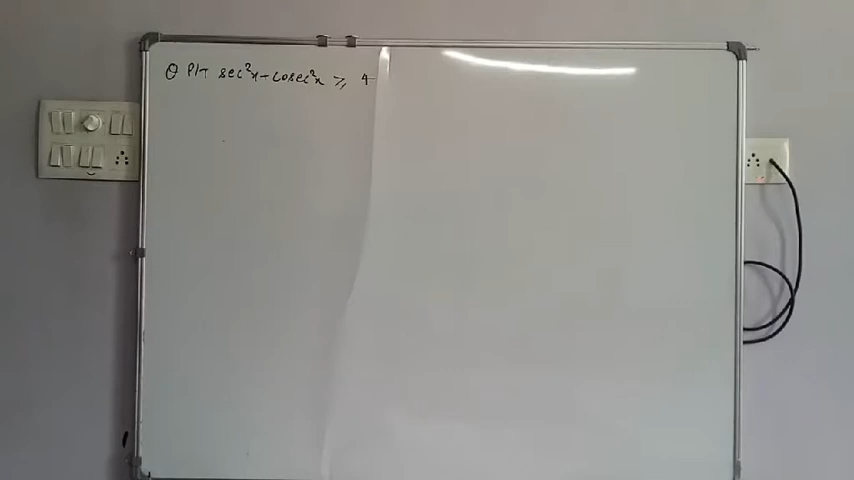 Q P/T sec²x + cosec²x ≥ 4